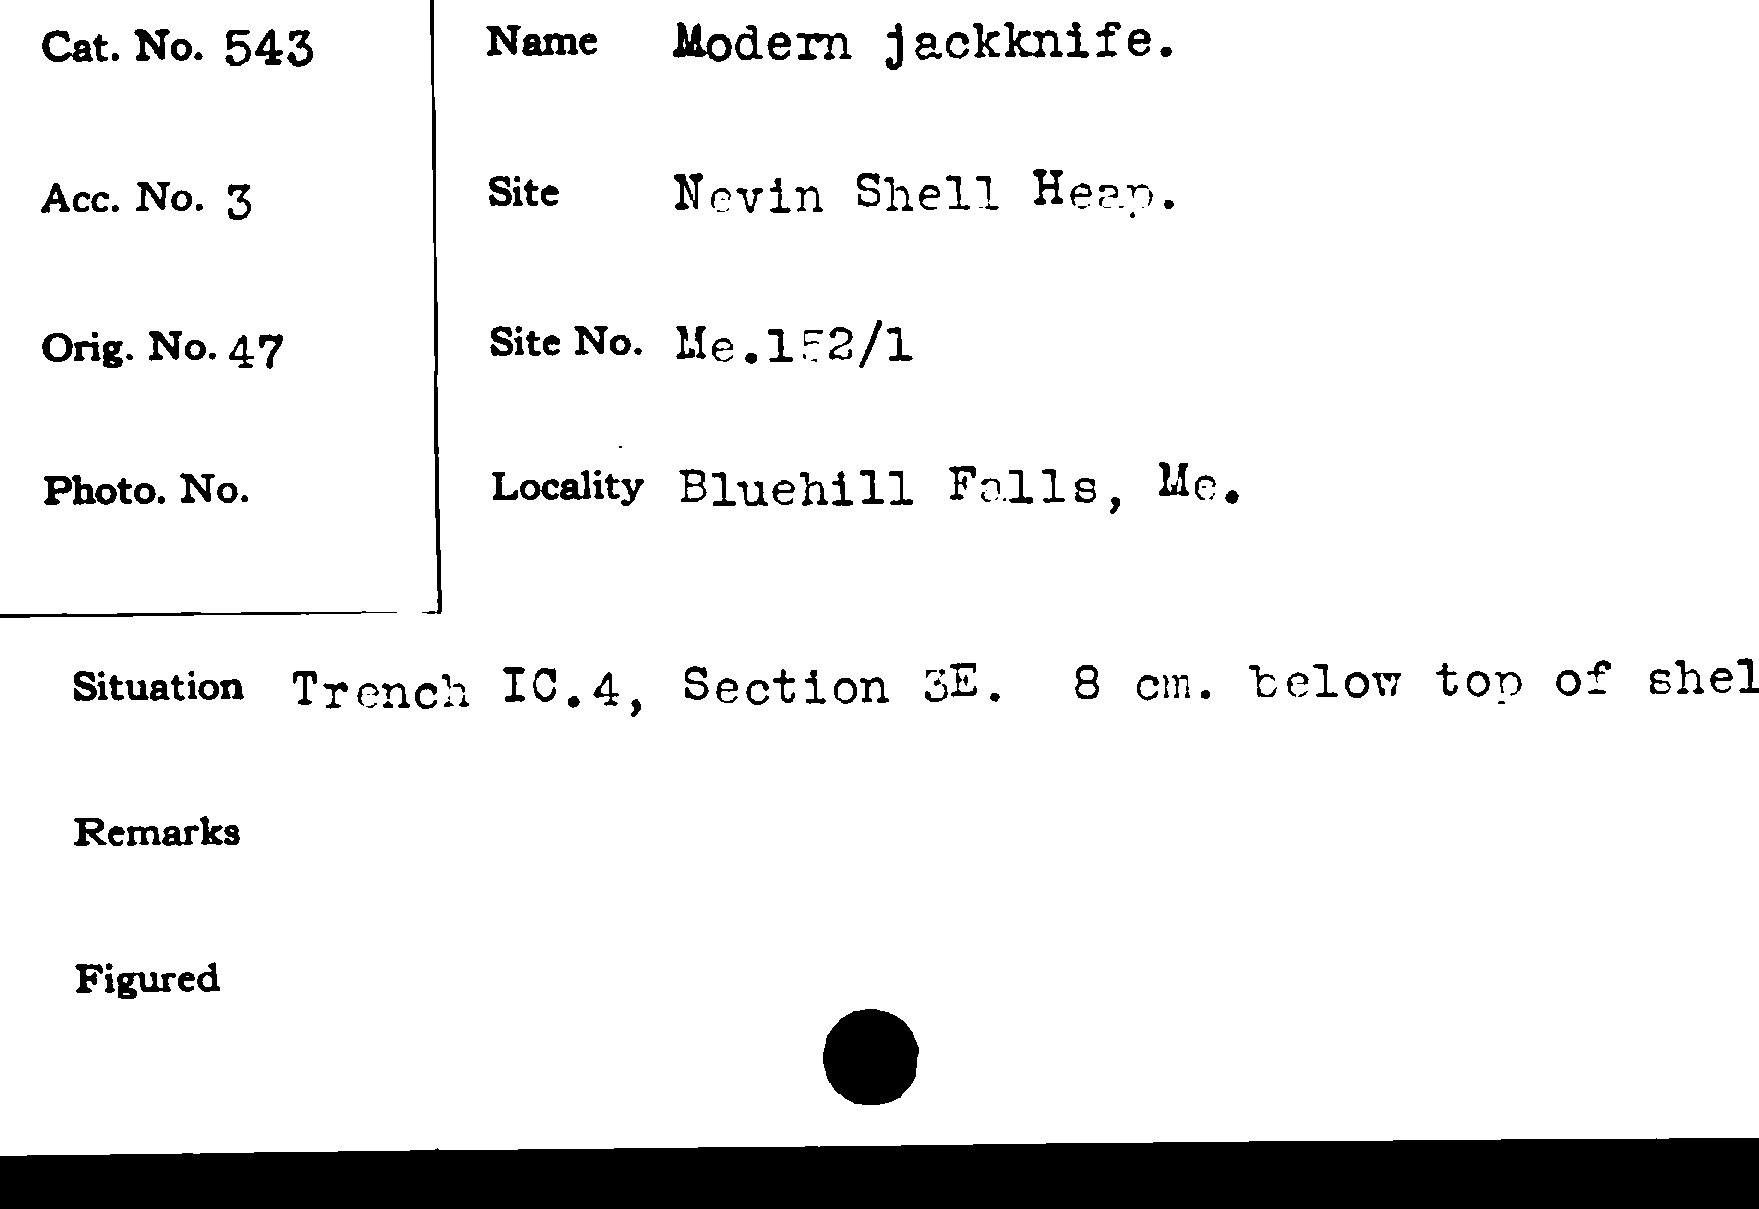 Cat. No. 543
Name Modern jackknife.
Acc. No. 3
Site Nevin Shell Heap.
Orig. No. 47
Site No. Me.152/1
Photo. No.
Locality Bluehill Falls, Me.
Situation Trench IC.4, Section 3E. 8 cm. below top of shel
Remarks
Figured